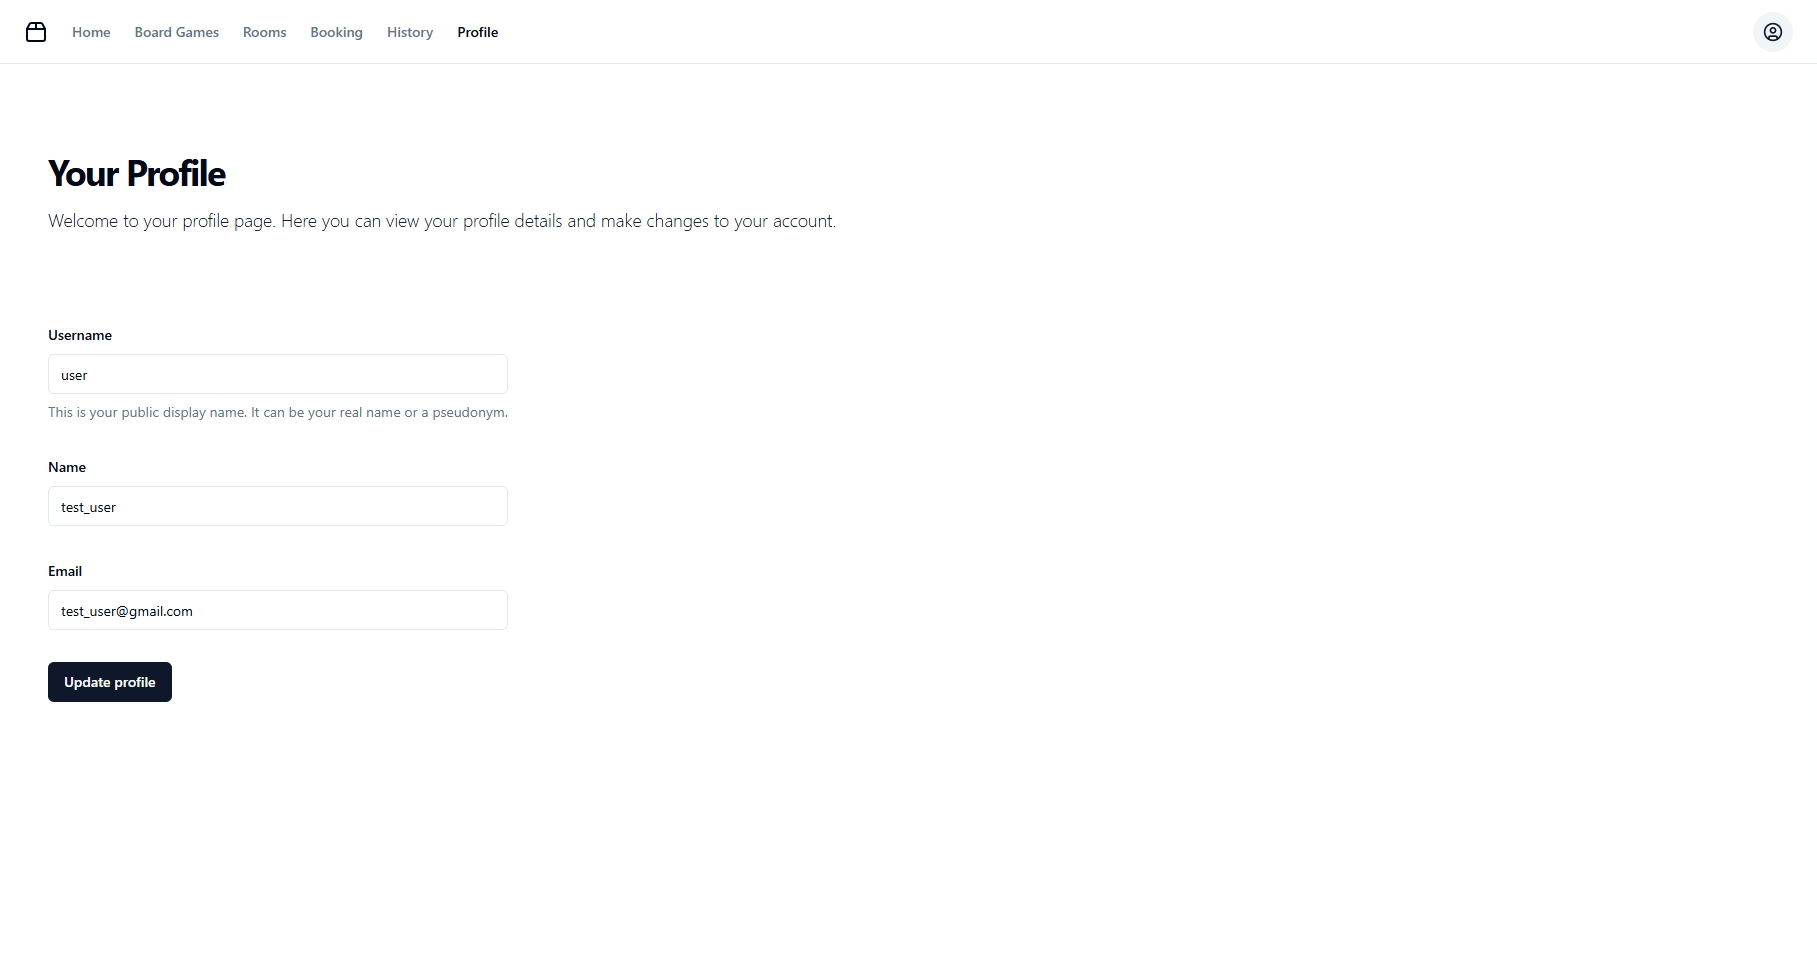 Home Board Games Rooms Booking History Profile
Your Profile
Welcome to your profile page. Here you can view your profile details and make changes to your account.
Username
user
This is your public display name. It can be your real name or a pseudonym.
Name
test_user
Email
test_user@gmail.com
Update profile